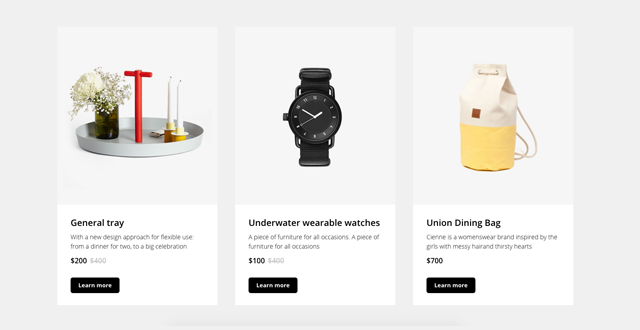 General tray
With a new design approach for flexible use:
from a dinner for two, to a big celebration
$200 $400
Learn more
Underwater wearable watches
A piece of furniture for all occasions. A piece of
furniture for all occasions
$100 $400
Learn more
Union Dining Bag
Cienne is a womenswear brand inspired by the
girls with messy hairand thirsty hearts
$700
Learn more